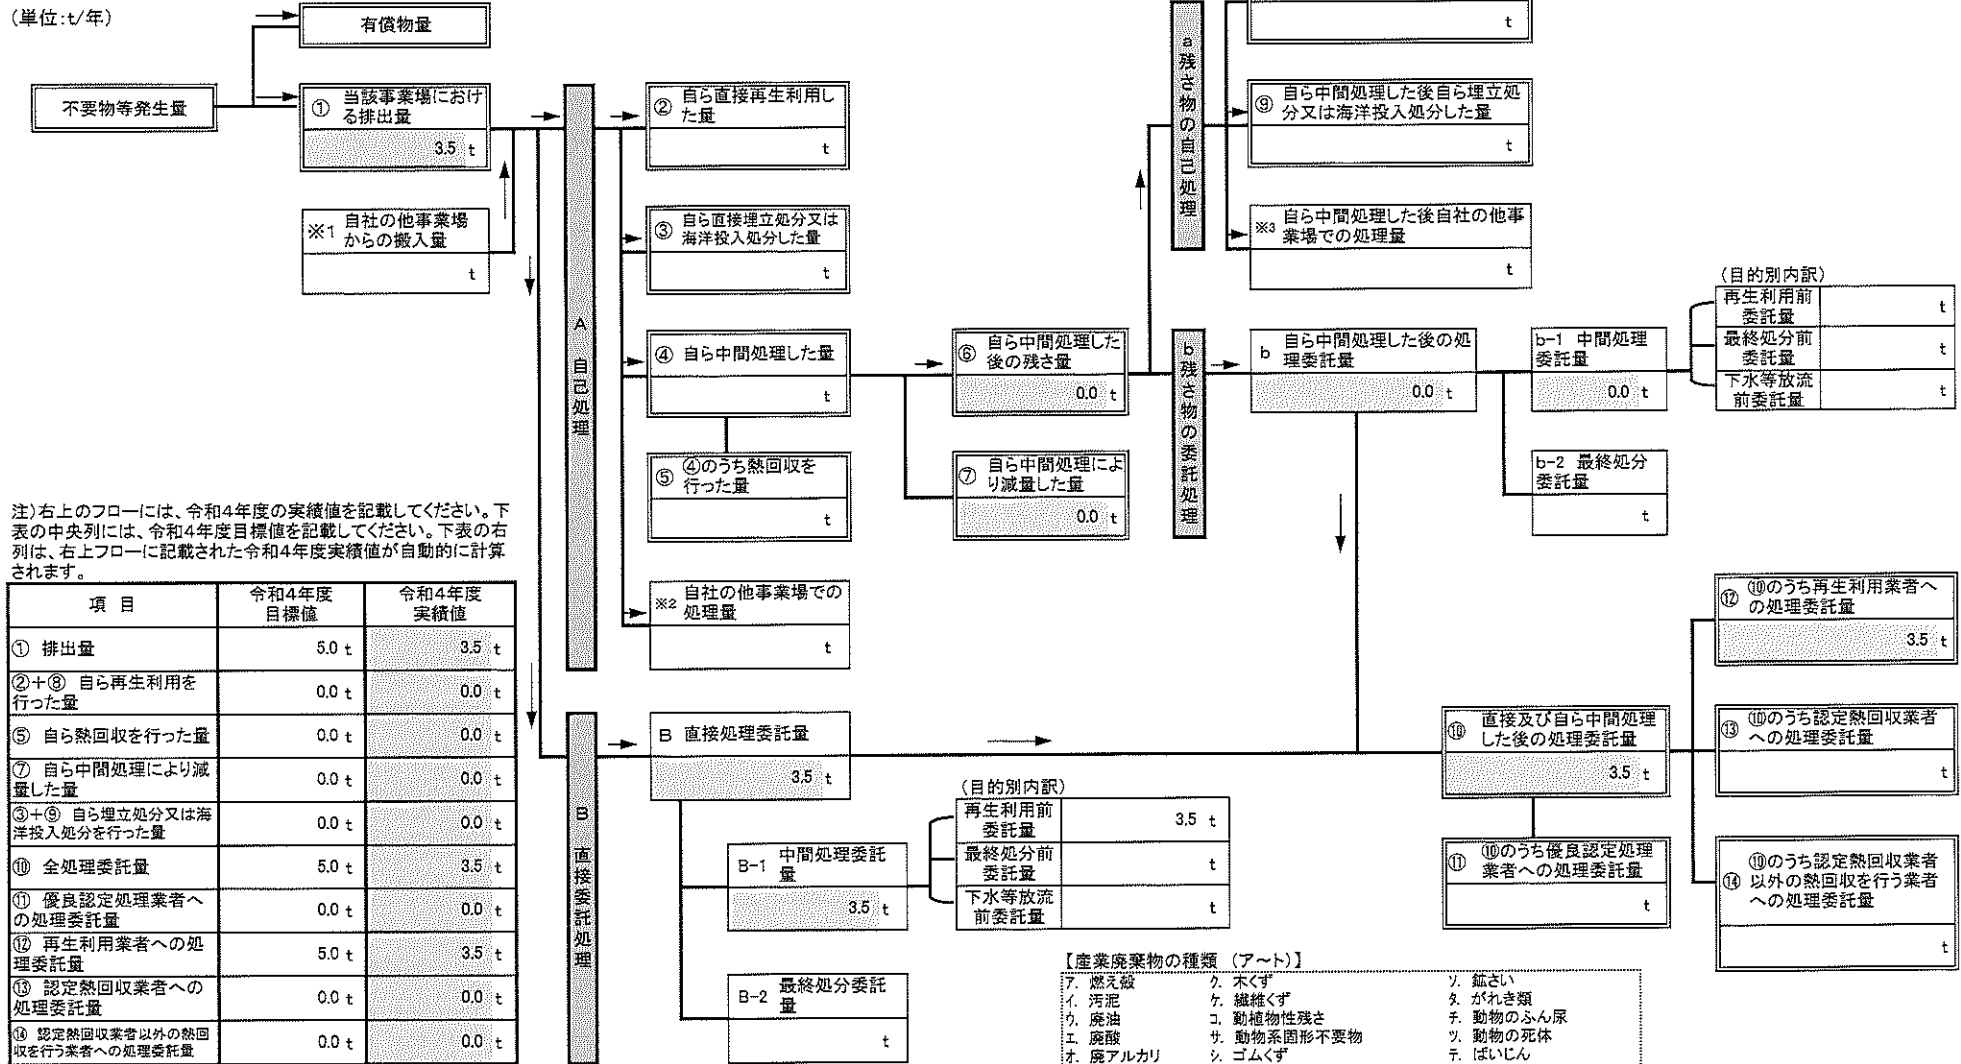 (単位:t/年)
有償物量
不要物等発生量
① 当該事業場におけ
る排出量
3.5 t
※1 自社の他事業場
からの搬入量
t
A 自己処理
② 自ら直接再生利用し
た量
t
③ 自ら直接埋立処分又は
海洋投入処分した量
t
④ 自ら中間処理した量
t
⑤ ④のうち熱回収を
行った量
t
※2 自社の他事業場での
処理量
t
⑥ 自ら中間処理した
後の残さ量
0.0 t
⑦ 自ら中間処理によ
り減量した量
0.0 t
a 残さ物の自己処理
t
⑨ 自ら中間処理した後自ら埋立処
分又は海洋投入処分した量
t
※3 自ら中間処理した後自社の他事
業場での処理量
t
b 残さ物の委託処理
b 自ら中間処理した後の処
理委託量
0.0 t
b-1 中間処理
委託量
0.0 t
b-2 最終処分
委託量
t
(目的別内訳)
再生利用前
委託量 t
最終処分前
委託量 t
下水等放流
前委託量 t
注)右上のフローには、令和4年度の実績値を記載してください。下
表の中央列には、令和4年度目標値を記載してください。下表の右
列は、右上フローに記載された令和4年度実績値が自動的に計算
されます。
項 目 令和4年度 目標値 令和4年度 実績値
① 排出量 5.0 t 3.5 t
②+⑧ 自ら再生利用を
行った量 0.0 t 0.0 t
⑤ 自ら熱回収を行った量 0.0 t 0.0 t
⑦ 自ら中間処理により減
量した量 0.0 t 0.0 t
③+⑨ 自ら埋立処分又は海
洋投入処分を行った量 0.0 t 0.0 t
⑩ 全処理委託量 5.0 t 3.5 t
⑪ 優良認定処理業者へ
の処理委託量 0.0 t 0.0 t
⑫ 再生利用業者への処
理委託量 5.0 t 3.5 t
⑬ 認定熱回収業者への
処理委託量 0.0 t 0.0 t
⑭ 認定熱回収業者以外の熱回
収を行う業者への処理委託量 0.0 t 0.0 t
B 直接委託処理
B 直接処理委託量
3.5 t
B-1 中間処理委託
量
3.5 t
B-2 最終処分委託
量
t
(目的別内訳)
再生利用前
委託量 3.5 t
最終処分前
委託量 t
下水等放流
前委託量 t
⑩ 直接及び自ら中間処理
した後の処理委託量
3.5 t
⑪ ⑩のうち優良認定処理
業者への処理委託量
t
⑫ ⑩のうち再生利用業者へ
の処理委託量
3.5 t
⑬ ⑩のうち認定熱回収業者
への処理委託量
t
⑭ ⑩のうち認定熱回収業者
以外の熱回収を行う業者
への処理委託量
t
【産業廃棄物の種類 (ア~ト)】
ア. 燃え殻 ク. 木くず ソ. 鉱さい
イ. 汚泥 ケ. 繊維くず タ. がれき類
ウ. 廃油 コ. 動植物性残さ チ. 動物のふん尿
エ. 廃酸 サ. 動物系固形不要物 ツ. 動物の死体
オ. 廃アルカリ シ. ゴムくず テ. ばいじん